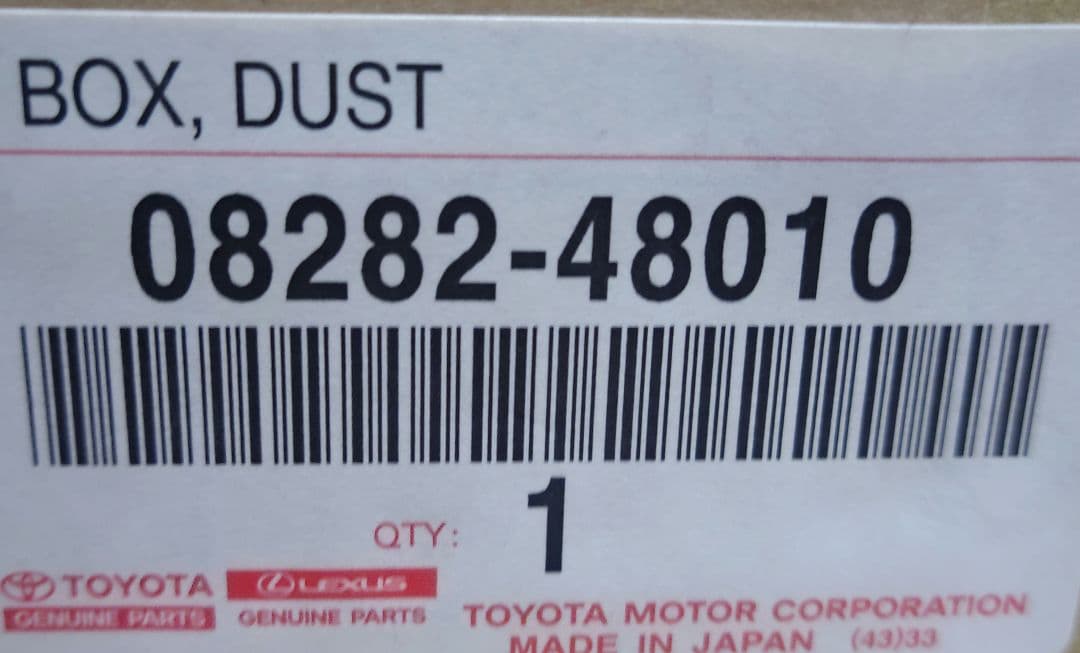 BOX, DUST
08282-48010
QTY: 1
TOYOTA LEXUS
GENUINE PARTS GENUINE PARTS TOYOTA MOTOR CORPORATION
MADE IN JAPAN (43)33